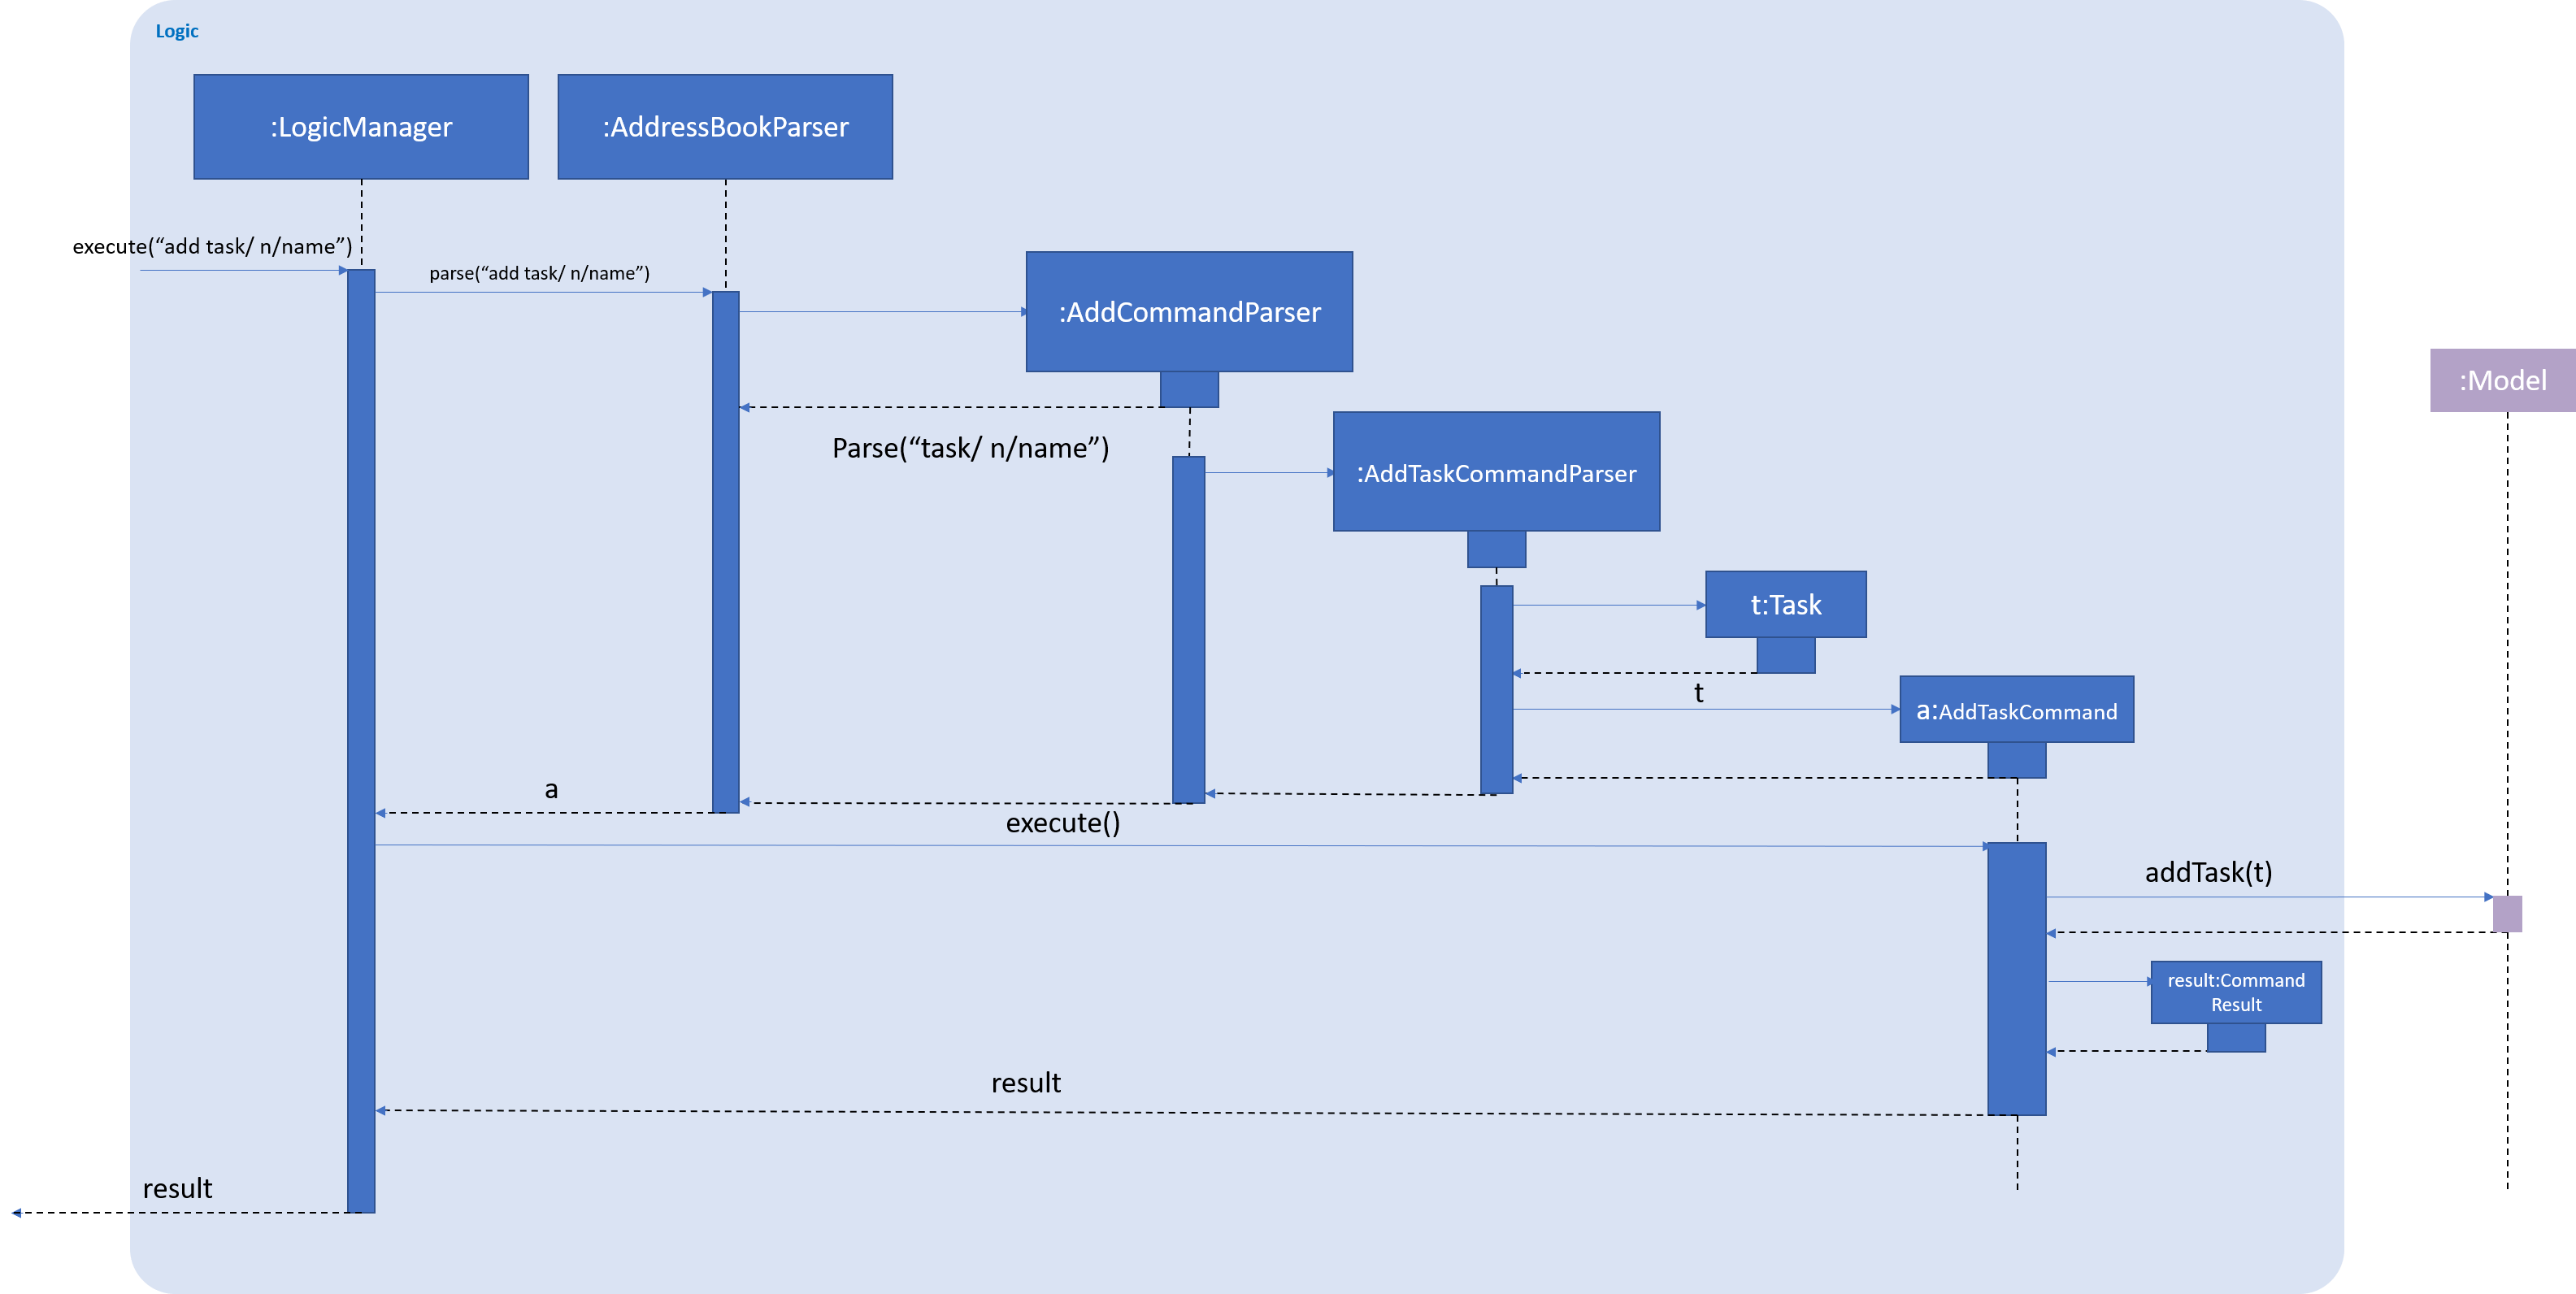 Logic
:LogicManager
:AddressBookParser
execute(“add task/ n/name”)
parse(“add task/ n/name”)
:AddCommandParser
:Model
Parse(“task/ n/name”)
:AddTaskCommandParser
t:Task
t
a:AddTaskCommand
a
execute()
addTask(t)
result:Command
Result
result
result